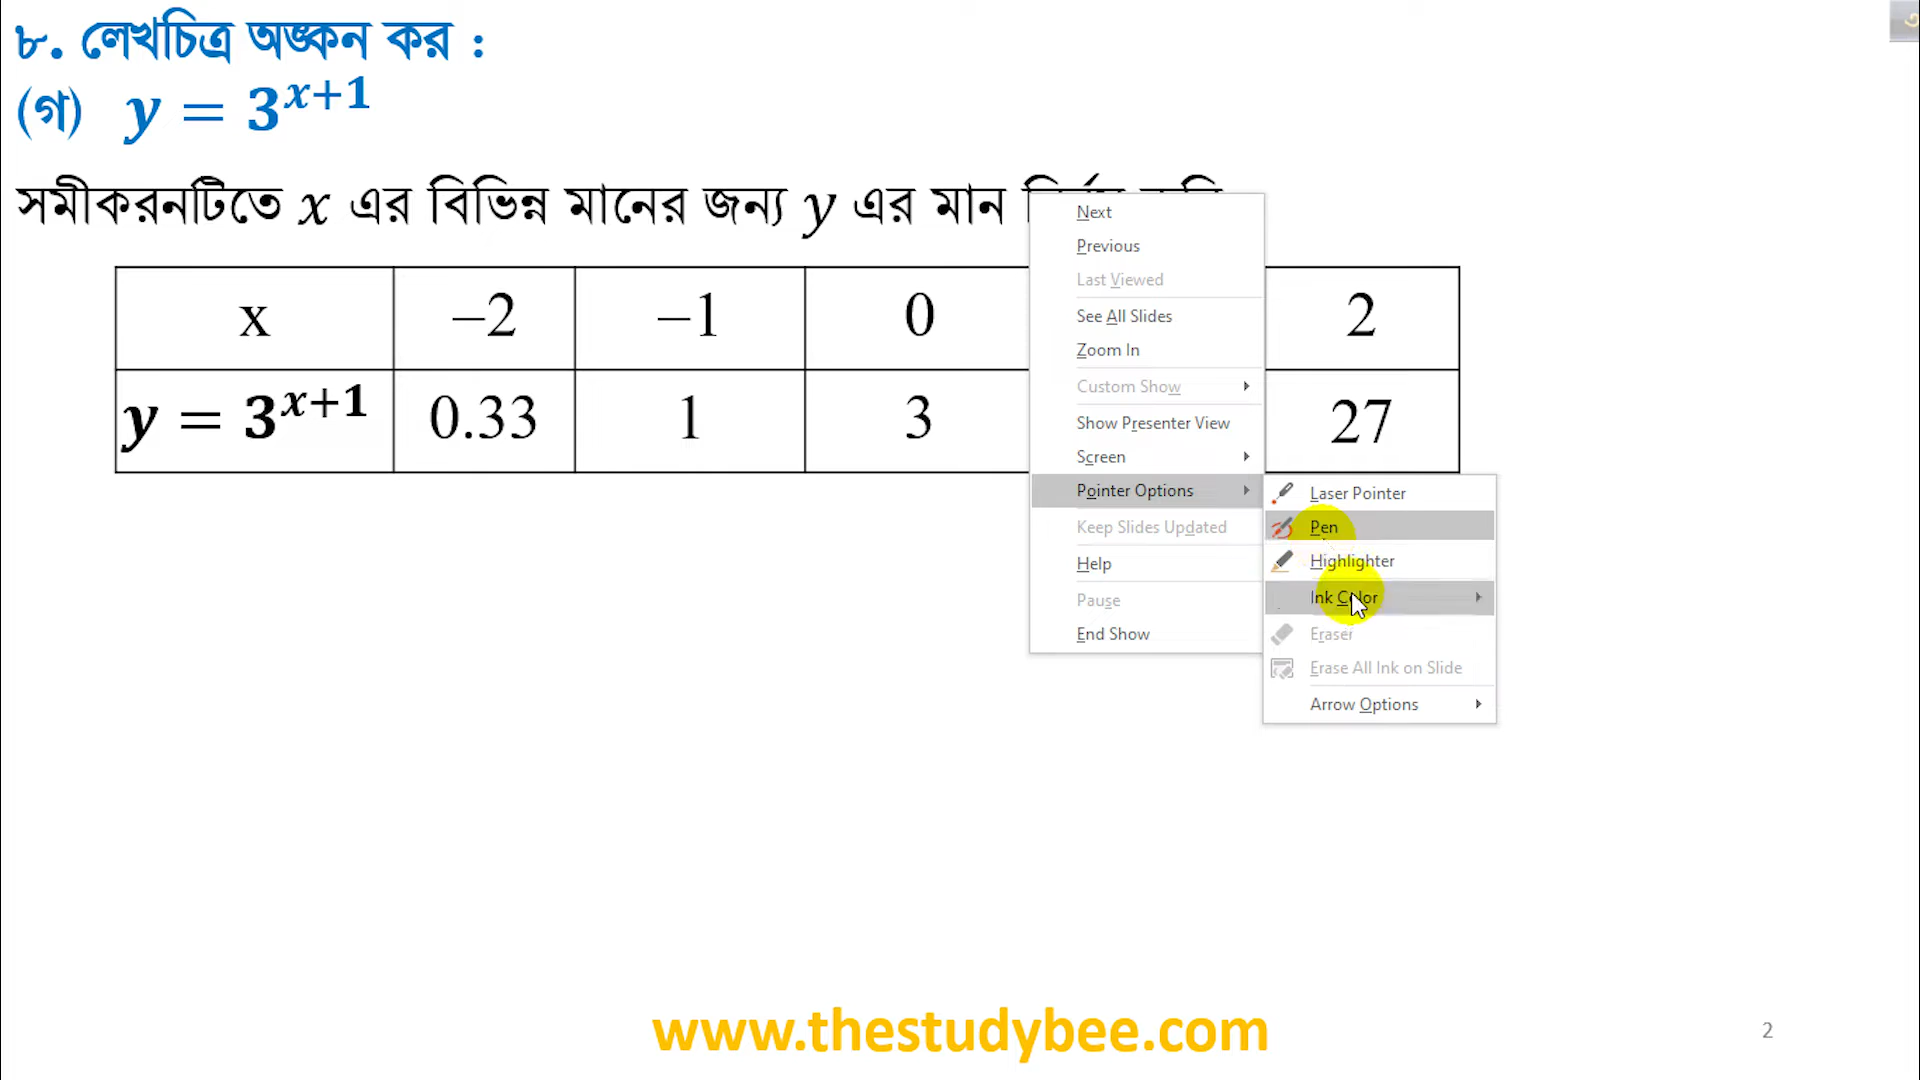 ৮. লেখচিত্র অঙ্কন কর :
(গ) y = 3^{x+1}
সমীকরনটিতে x এর বিভিন্ন মানের জন্য y এর মান
x –2 –1 0 2
y = 3^{x+1} 0.33 1 3 27
Next
Previous
Last Viewed
See All Slides
Zoom In
Custom Show
Show Presenter View
Screen
Pointer Options
Keep Slides Updated
Help
Pause
End Show
Laser Pointer
Pen
Highlighter
Ink Color
Eraser
Erase All Ink on Slide
Arrow Options
www.thestudybee.com
2